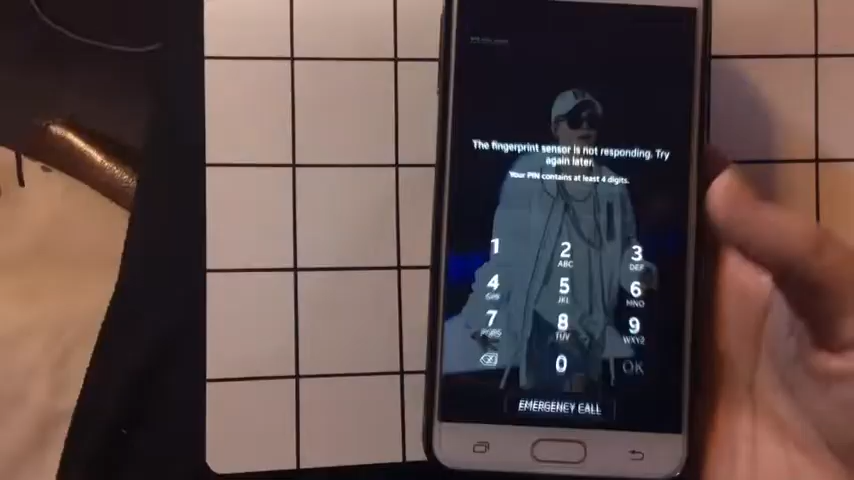 The fingerprint sensor is not responding. Try
again later.
Your PIN contains at least 4 digits.
1 2 3
ABC DEF
4 5 6
GHI JKL MNO
7 8 9
PQRS TUV WXYZ
0 OK
EMERGENCY CALL